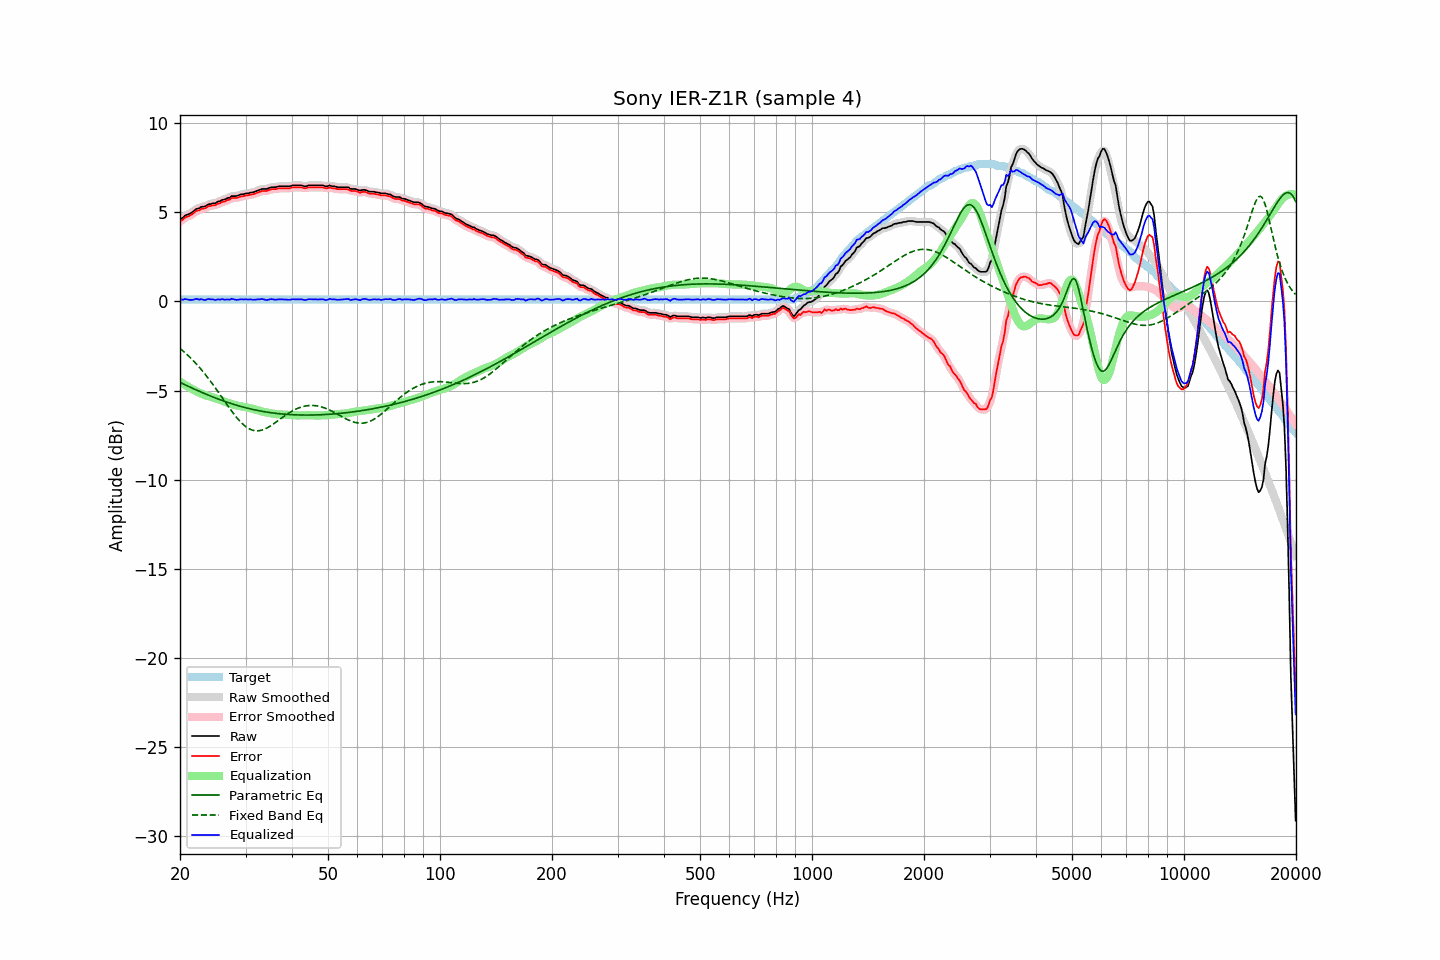 Sony IER-Z1R (sample 4)
Amplitude (dBr)
10
5
0
−5
−10
−15
−20
−25
−30
Target
Raw Smoothed
Error Smoothed
Raw
Error
Equalization
Parametric Eq
Fixed Band Eq
Equalized
20 50 100 200 500 1000 2000 5000 10000 20000
Frequency (Hz)